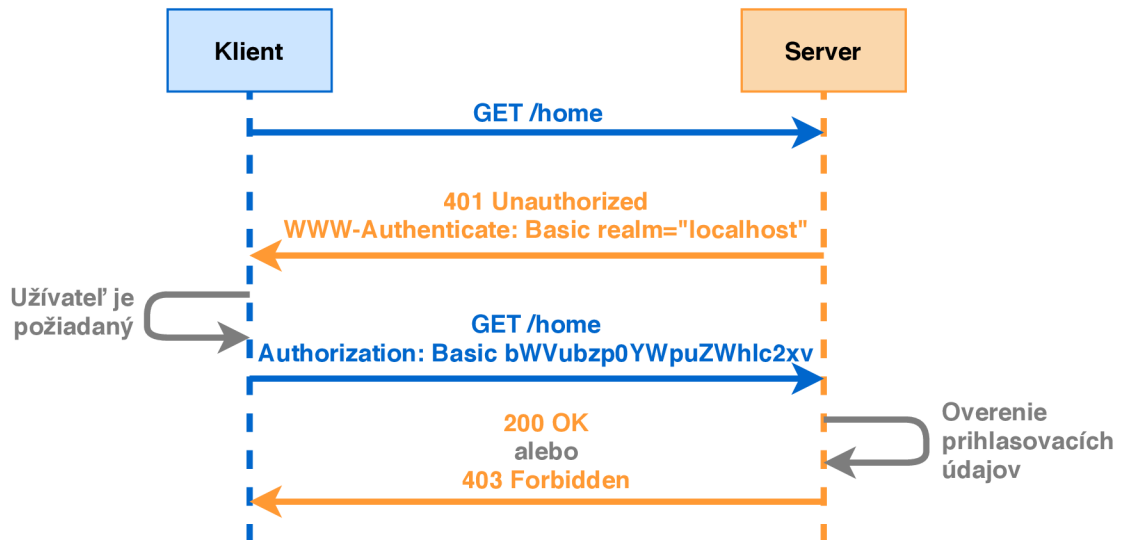 Klient
Server
GET /home
401 Unauthorized
WWW-Authenticate: Basic realm="localhost"
Užívateľ je
požiadaný
GET /home
Authorization: Basic bWVubzp0YWpuZWhlc2xv
Overenie
prihlasovacích
údajov
200 OK
alebo
403 Forbidden